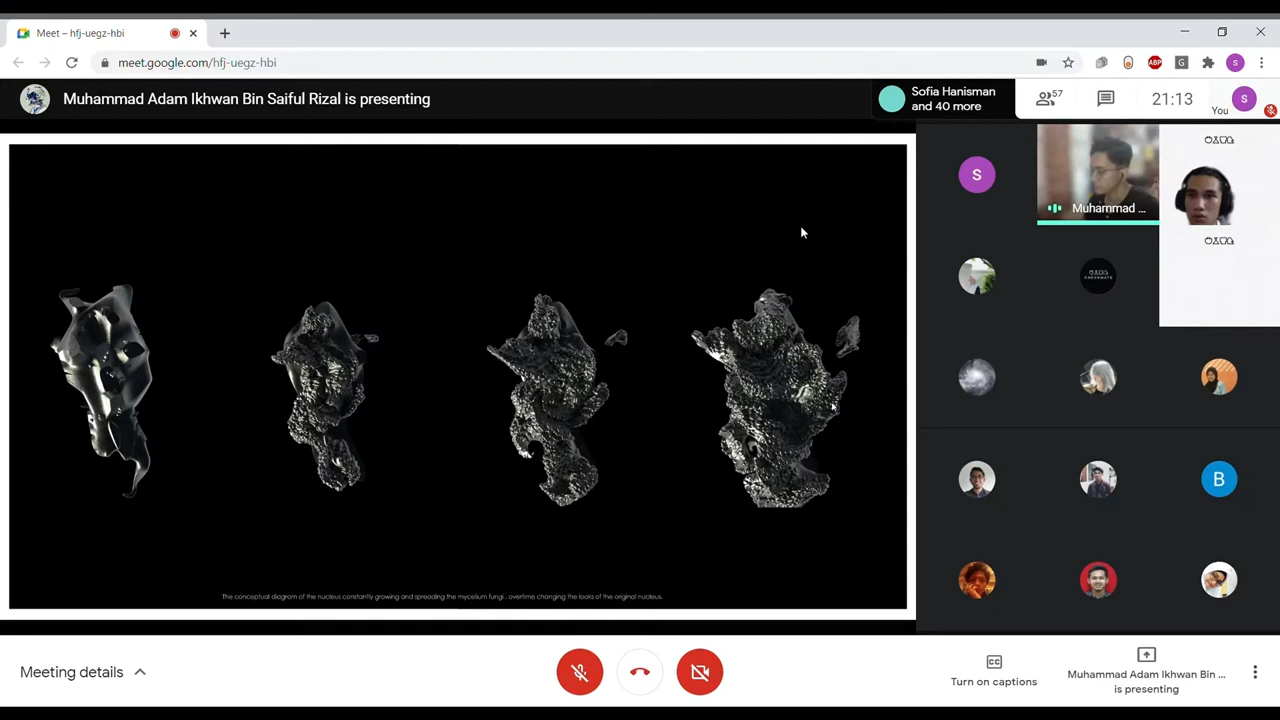 Meet – hfj-uegz-hbi
meet.google.com/hfj-uegz-hbi
ABP
G
S
Muhammad Adam Ikhwan Bin Saiful Rizal is presenting
Sofia Hanisman
and 40 more
57
21:13
You
S
S
Muhammad ...
B
The conceptual diagram of the nucleus constantly growing and spreading the mycelium fungi . overtime changing the looks of the original nucleus.
Meeting details
CC
Turn on captions
Muhammad Adam Ikhwan Bin ...
is presenting